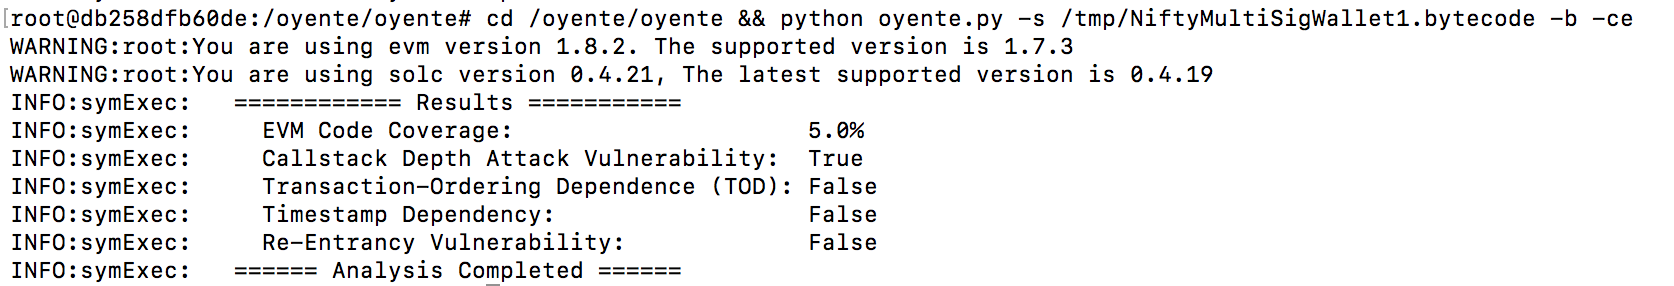 [root@db258dfb60de:/oyente/oyente# cd /oyente/oyente && python oyente.py -s /tmp/NiftyMultiSigWallet1.bytecode -b -ce
WARNING:root:You are using evm version 1.8.2. The supported version is 1.7.3
WARNING:root:You are using solc version 0.4.21, The latest supported version is 0.4.19
INFO:symExec:   ============ Results ===========
INFO:symExec:     EVM Code Coverage:                     5.0%
INFO:symExec:     Callstack Depth Attack Vulnerability:  True
INFO:symExec:     Transaction-Ordering Dependence (TOD): False
INFO:symExec:     Timestamp Dependency:                  False
INFO:symExec:     Re-Entrancy Vulnerability:             False
INFO:symExec:   ====== Analysis Completed ======